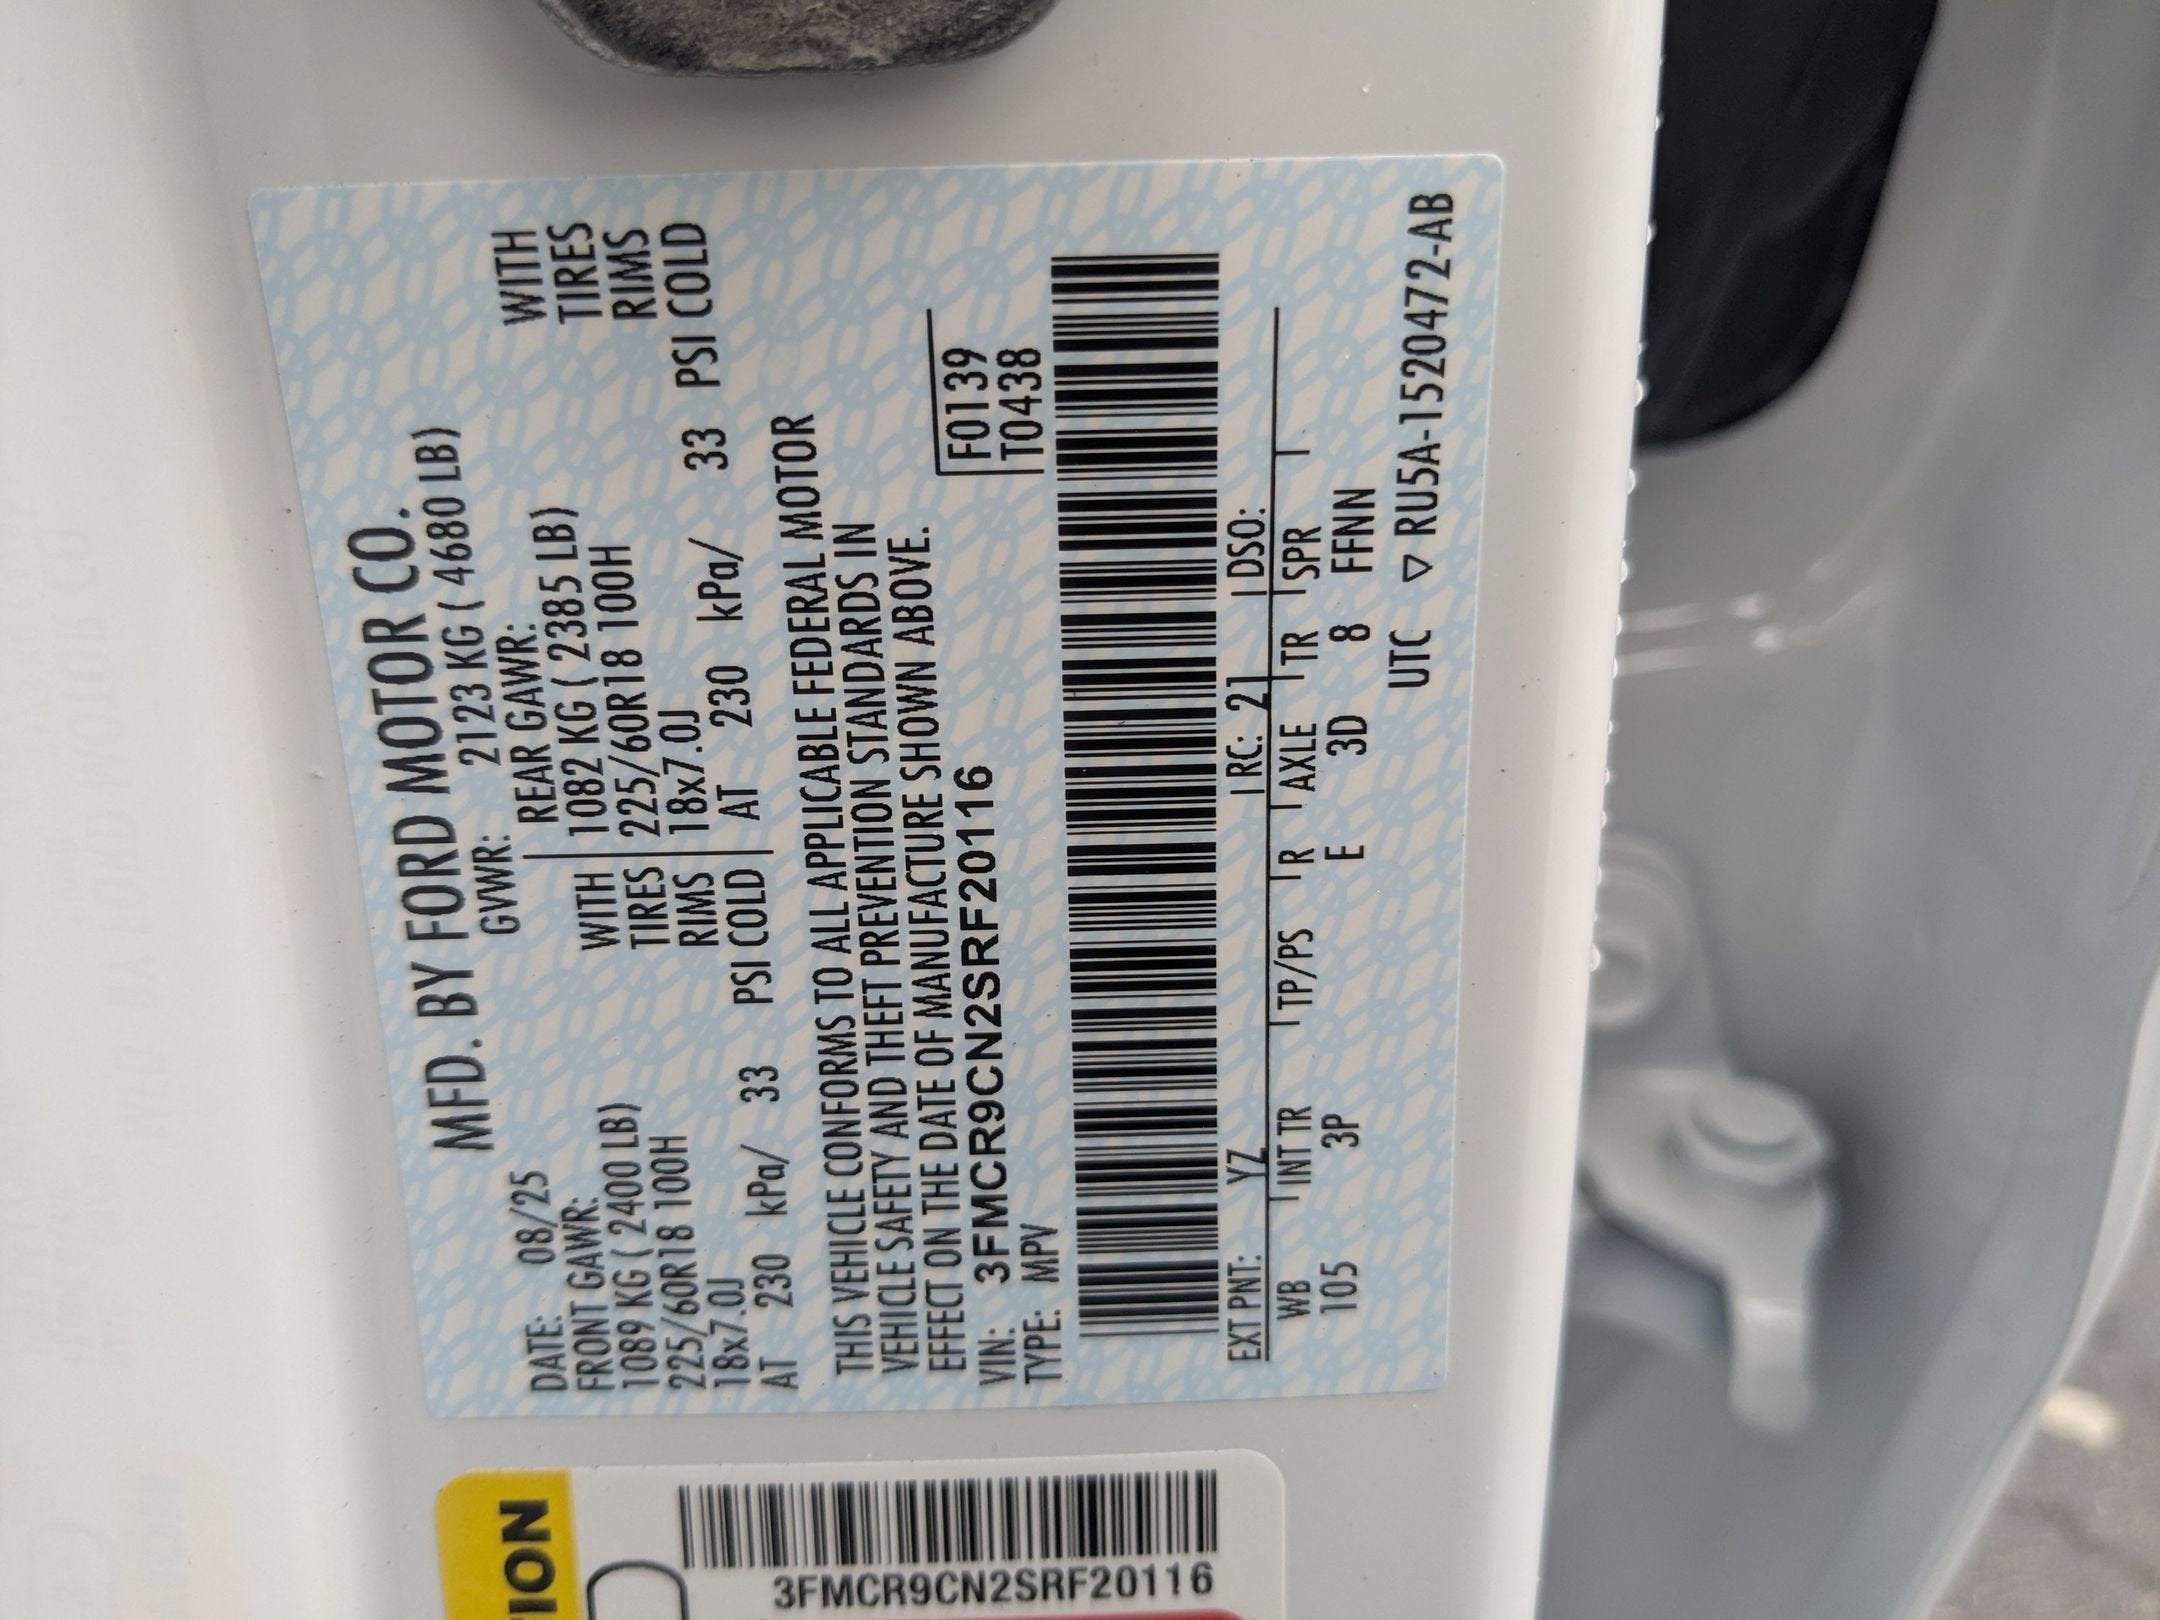 MFD. BY FORD MOTOR CO.
DATE: 08/25 GVWR: 2123 KG ( 4680 LB)
FRONT GAWR: REAR GAWR:
1089 KG ( 2400 LB) WITH 1082 KG ( 2385 LB) WITH
225/60R18 100H TIRES 225/60R18 100H TIRES
18x7.0J RIMS 18x7.0J RIMS
AT 230 kPa/ 33 PSI COLD AT 230 kPa/ 33 PSI COLD
THIS VEHICLE CONFORMS TO ALL APPLICABLE FEDERAL MOTOR
VEHICLE SAFETY AND THEFT PREVENTION STANDARDS IN
EFFECT ON THE DATE OF MANUFACTURE SHOWN ABOVE.
VIN: 3FMCR9CN2SRF20116 F0139
TYPE: MPV T0438
EXT PNT: YZ RC: 21 DSO:
WB INT TR TP/PS R AXLE TR SPR
105 3P E 3D 8 FFNN
UTC ▽ RU5A-1520472-AB
3FMCR9CN2SRF20116